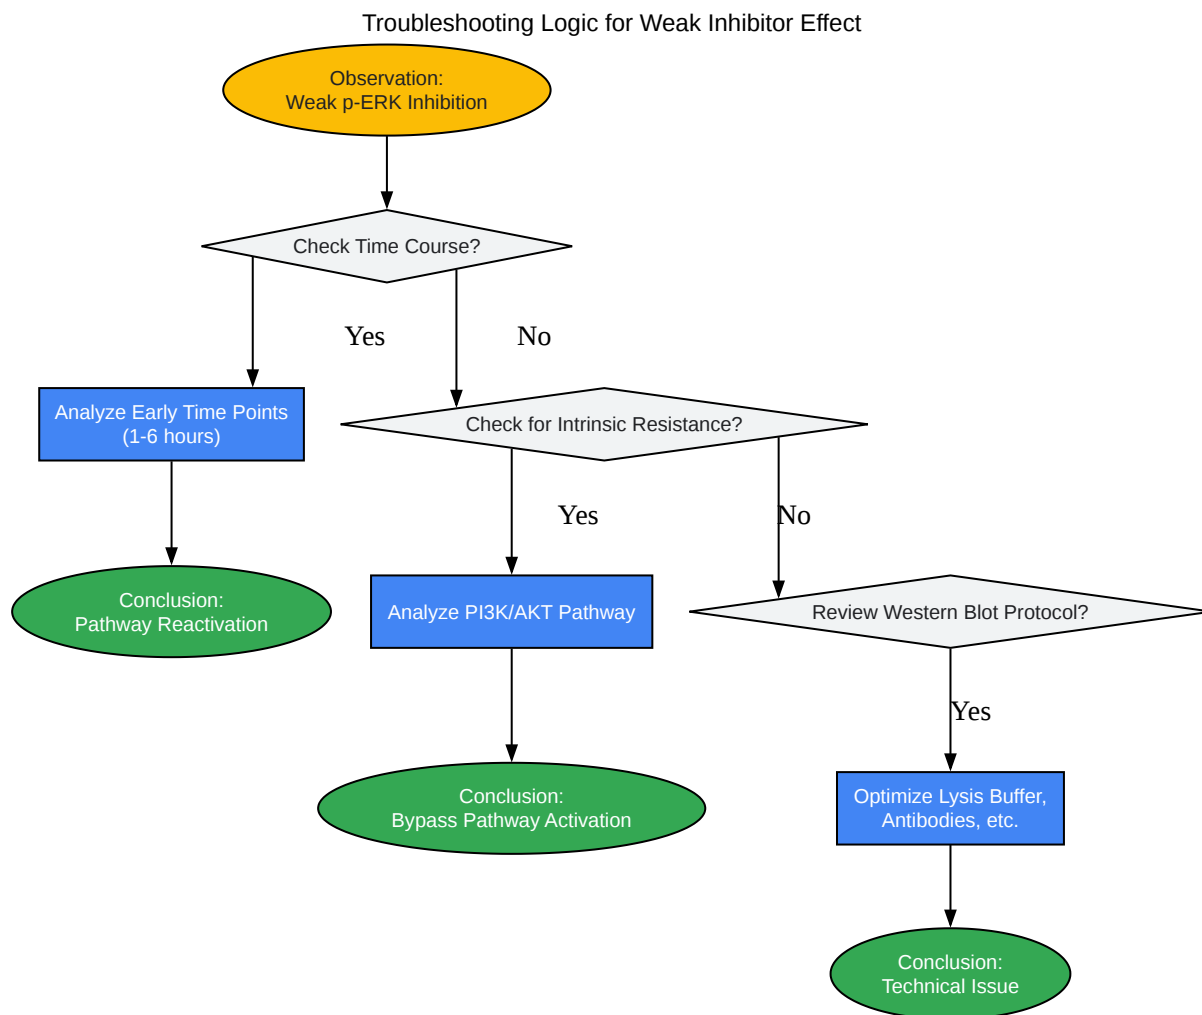 Troubleshooting Logic for Weak Inhibitor Effect
Observation:
Weak p-ERK Inhibition
Check Time Course?
Yes
No
Analyze Early Time Points
(1-6 hours)
Check for Intrinsic Resistance?
Yes
No
Conclusion:
Pathway Reactivation
Analyze PI3K/AKT Pathway
Review Western Blot Protocol?
Yes
Conclusion:
Bypass Pathway Activation
Optimize Lysis Buffer,
Antibodies, etc.
Conclusion:
Technical Issue